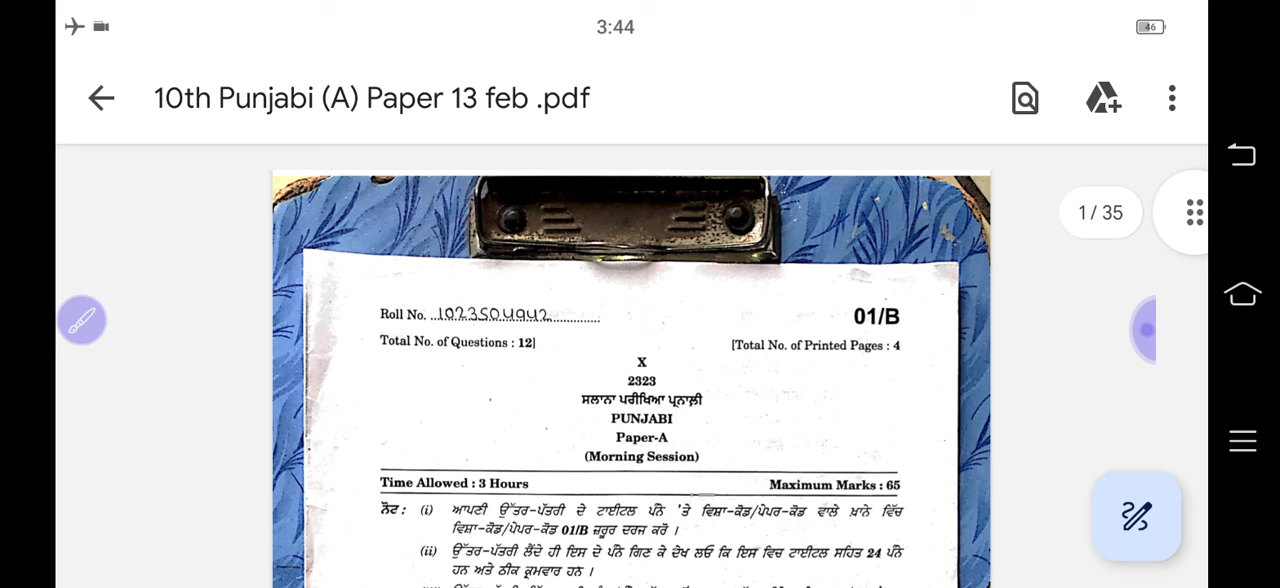 3:44
46
10th Punjabi (A) Paper 13 feb .pdf
1 / 35
Roll No. 1023504942
01/B
Total No. of Questions : 12]
[Total No. of Printed Pages : 4
X
2323
ਸਲਾਨਾ ਪਰੀਖਿਆ ਪ੍ਰਨਾਲੀ
PUNJABI
Paper-A
(Morning Session)
Time Allowed : 3 Hours
Maximum Marks : 65
ਨੋਟ : (i) ਆਪਣੀ ਉੱਤਰ-ਪੱਤਰੀ ਦੇ ਟਾਈਟਲ ਪੰਨੇ 'ਤੇ ਵਿਸ਼ਾ-ਕੋਡ/ਪੇਪਰ-ਕੋਡ ਵਾਲੇ ਖ਼ਾਨੇ ਵਿੱਚ
ਵਿਸ਼ਾ-ਕੋਡ/ਪੇਪਰ-ਕੋਡ 01/B ਜ਼ਰੂਰ ਦਰਜ ਕਰੋ ।
(ii) ਉੱਤਰ-ਪੱਤਰੀ ਲੈਂਦੇ ਹੀ ਇਸ ਦੇ ਪੰਨੇ ਗਿਣ ਕੇ ਦੇਖ ਲਓ ਕਿ ਇਸ ਵਿਚ ਟਾਈਟਲ ਸਹਿਤ 24 ਪੰਨੇ
ਹਨ ਅਤੇ ਠੀਕ ਕ੍ਰਮਵਾਰ ਹਨ ।